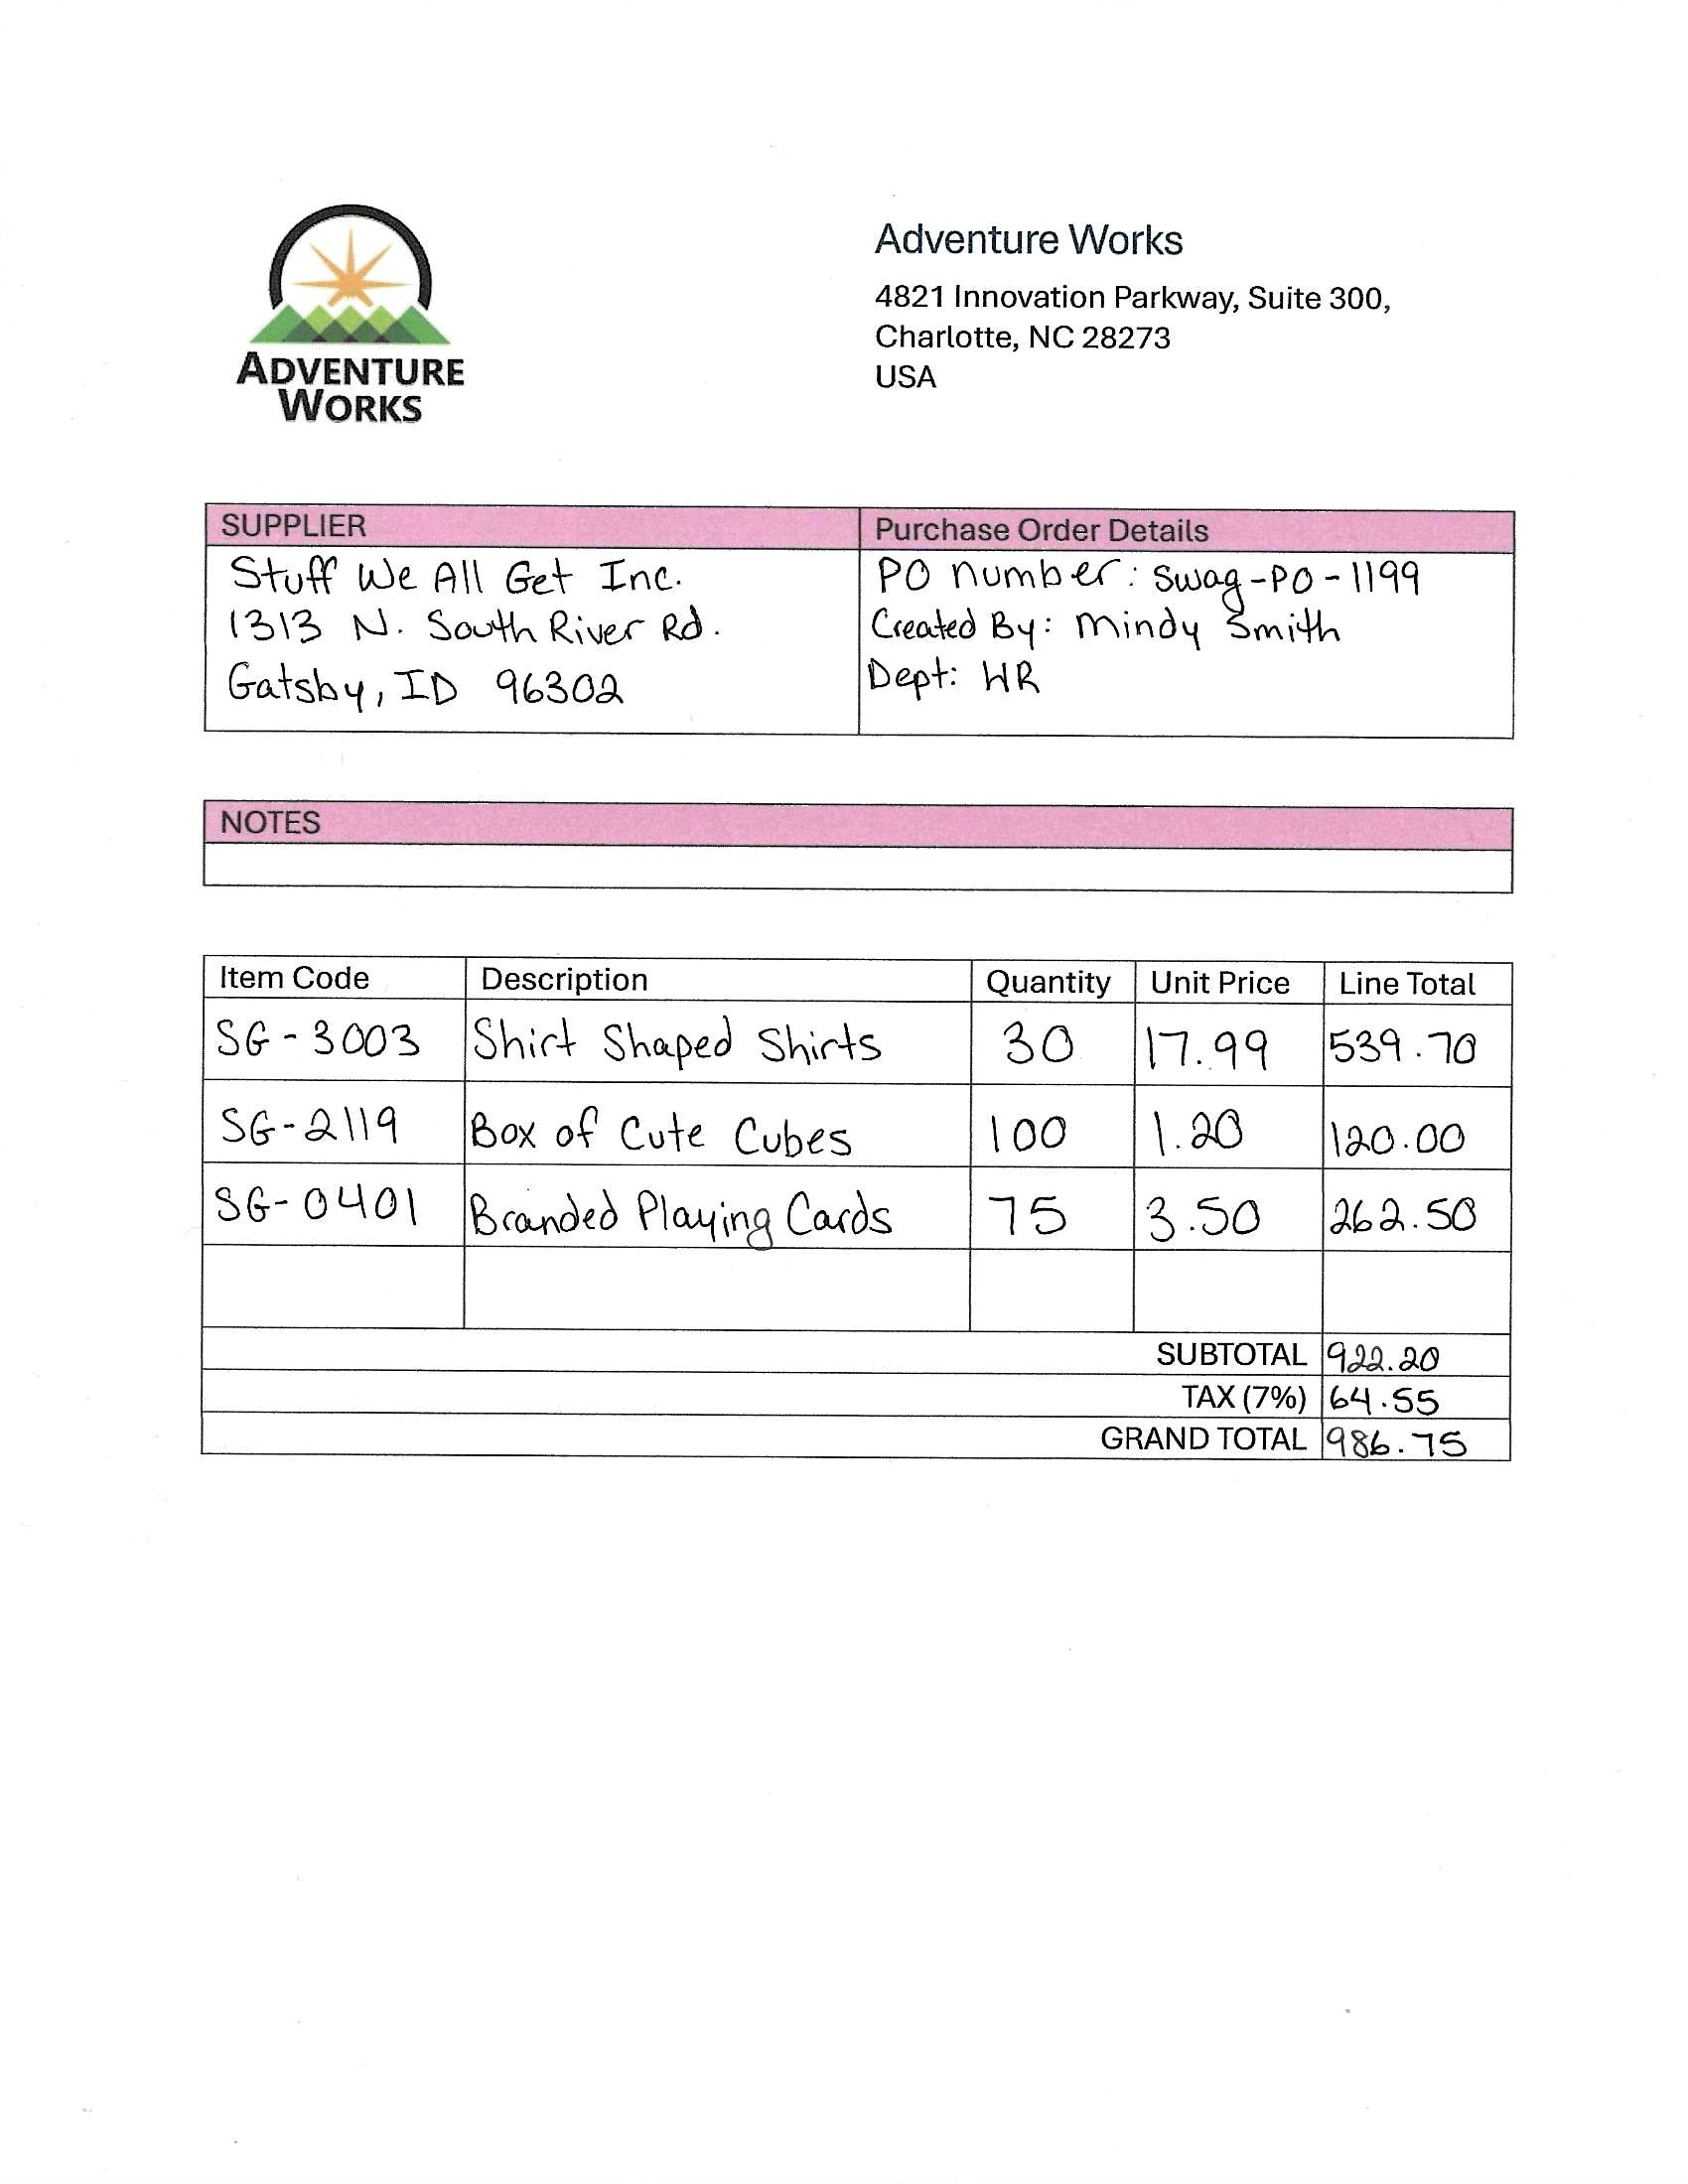 ADVENTURE
WORKS
Adventure Works
4821 Innovation Parkway, Suite 300,
Charlotte, NC 28273
USA
SUPPLIER
Stuff We All Get Inc.
1313 N. South River Rd.
Gatsby, ID 96302
Purchase Order Details
PO number: Swag-PO-1199
Created By: Mindy Smith
Dept: HR
NOTES
Item Code Description Quantity Unit Price Line Total
SG-3003 Shirt Shaped Shirts 30 17.99 539.70
SG-2119 Box of Cute Cubes 100 1.20 120.00
SG-0401 Branded Playing Cards 75 3.50 262.50
SUBTOTAL 922.20
TAX (7%) 64.55
GRAND TOTAL 986.75